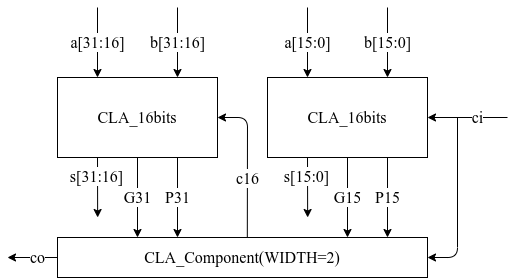 a[31:16] b[31:16] a[15:0] b[15:0]
CLA_16bits CLA_16bits ci
s[31:16] G31 P31 c16 s[15:0] G15 P15
co CLA_Component(WIDTH=2)